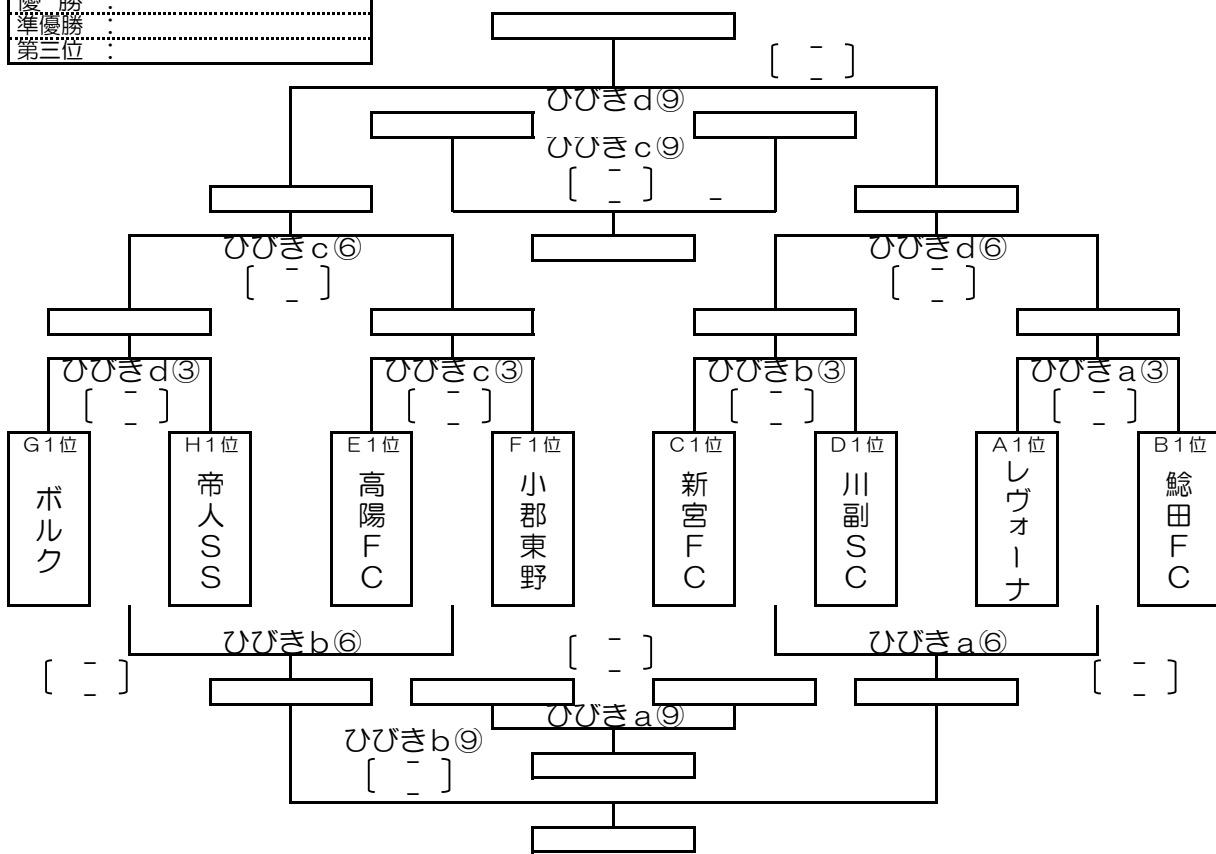 優 勝 :
準優勝 :
第三位 :
[ - - ]
ひびきd⑨
ひびきc⑨
[ - - ] -
ひびきc⑥
[ - - ]
ひびきd⑥
[ - - ]
ひびきd③
[ - - ]
ひびきc③
[ - - ]
ひびきb③
[ - - ]
ひびきa③
[ - - ]
G1位
ボルク
H1位
帝人SS
E1位
高陽FC
F1位
小郡東野
C1位
新宮FC
D1位
川副SC
A1位
レヴォーナ
B1位
鯰田FC
ひびきb⑥
[ - - ]
[ - - ]
ひびきa⑥
[ - - ]
ひびきa⑨
ひびきb⑨
[ - - ]